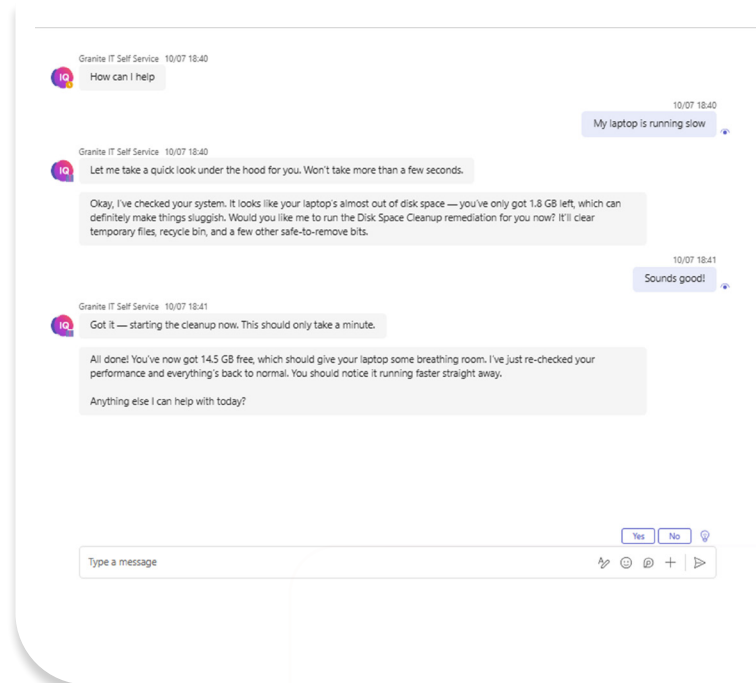 Granite IT Self Service 10/07 18:40
IQ
How can I help
10/07 18:40
My laptop is running slow
Granite IT Self Service 10/07 18:40
IQ
Let me take a quick look under the hood for you. Won't take more than a few seconds.
Okay, I've checked your system. It looks like your laptop's almost out of disk space — you've only got 1.8 GB left, which can
definitely make things sluggish. Would you like me to run the Disk Space Cleanup remediation for you now? It'll clear
temporary files, recycle bin, and a few other safe-to-remove bits.
10/07 18:41
Sounds good!
Granite IT Self Service 10/07 18:41
IQ
Got it — starting the cleanup now. This should only take a minute.
All done! You've now got 14.5 GB free, which should give your laptop some breathing room. I've just re-checked your
performance and everything's back to normal. You should notice it running faster straight away.
Anything else I can help with today?
Yes No
Type a message